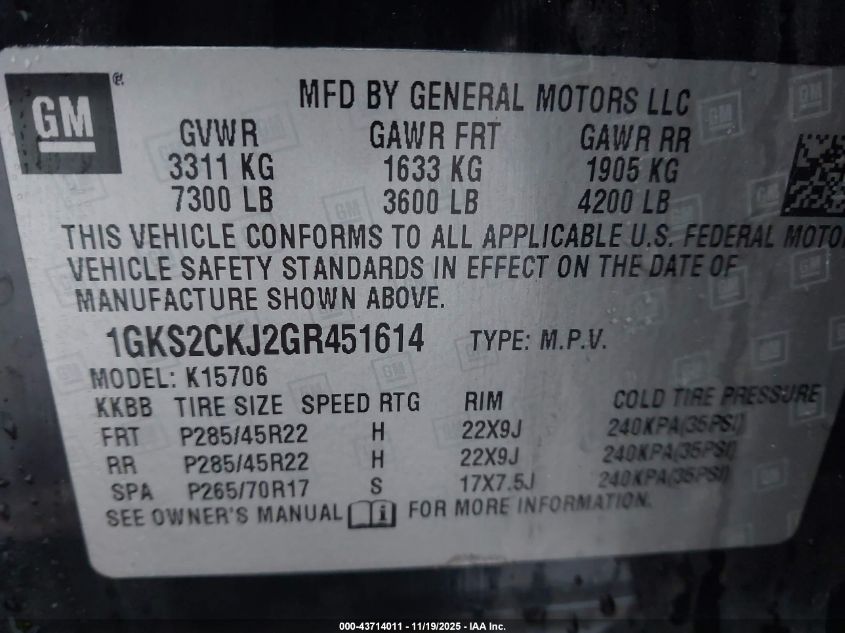 GM ®
MFD BY GENERAL MOTORS LLC
GVWR GAWR FRT GAWR RR
3311 KG 1633 KG 1905 KG
7300 LB 3600 LB 4200 LB
THIS VEHICLE CONFORMS TO ALL APPLICABLE U.S. FEDERAL MOTO
VEHICLE SAFETY STANDARDS IN EFFECT ON THE DATE OF
MANUFACTURE SHOWN ABOVE.
1GKS2CKJ2GR451614 TYPE: M.P.V.
MODEL: K15706
KKBB TIRE SIZE SPEED RTG RIM COLD TIRE PRESSURE
FRT P285/45R22 H 22X9J 240KPA(35PSI)
RR P285/45R22 H 22X9J 240KPA(35PSI)
SPA P265/70R17 S 17X7.5J 240KPA(35PSI)
SEE OWNER'S MANUAL FOR MORE INFORMATION.
000-43714011 - 11/19/2025 - IAA Inc.